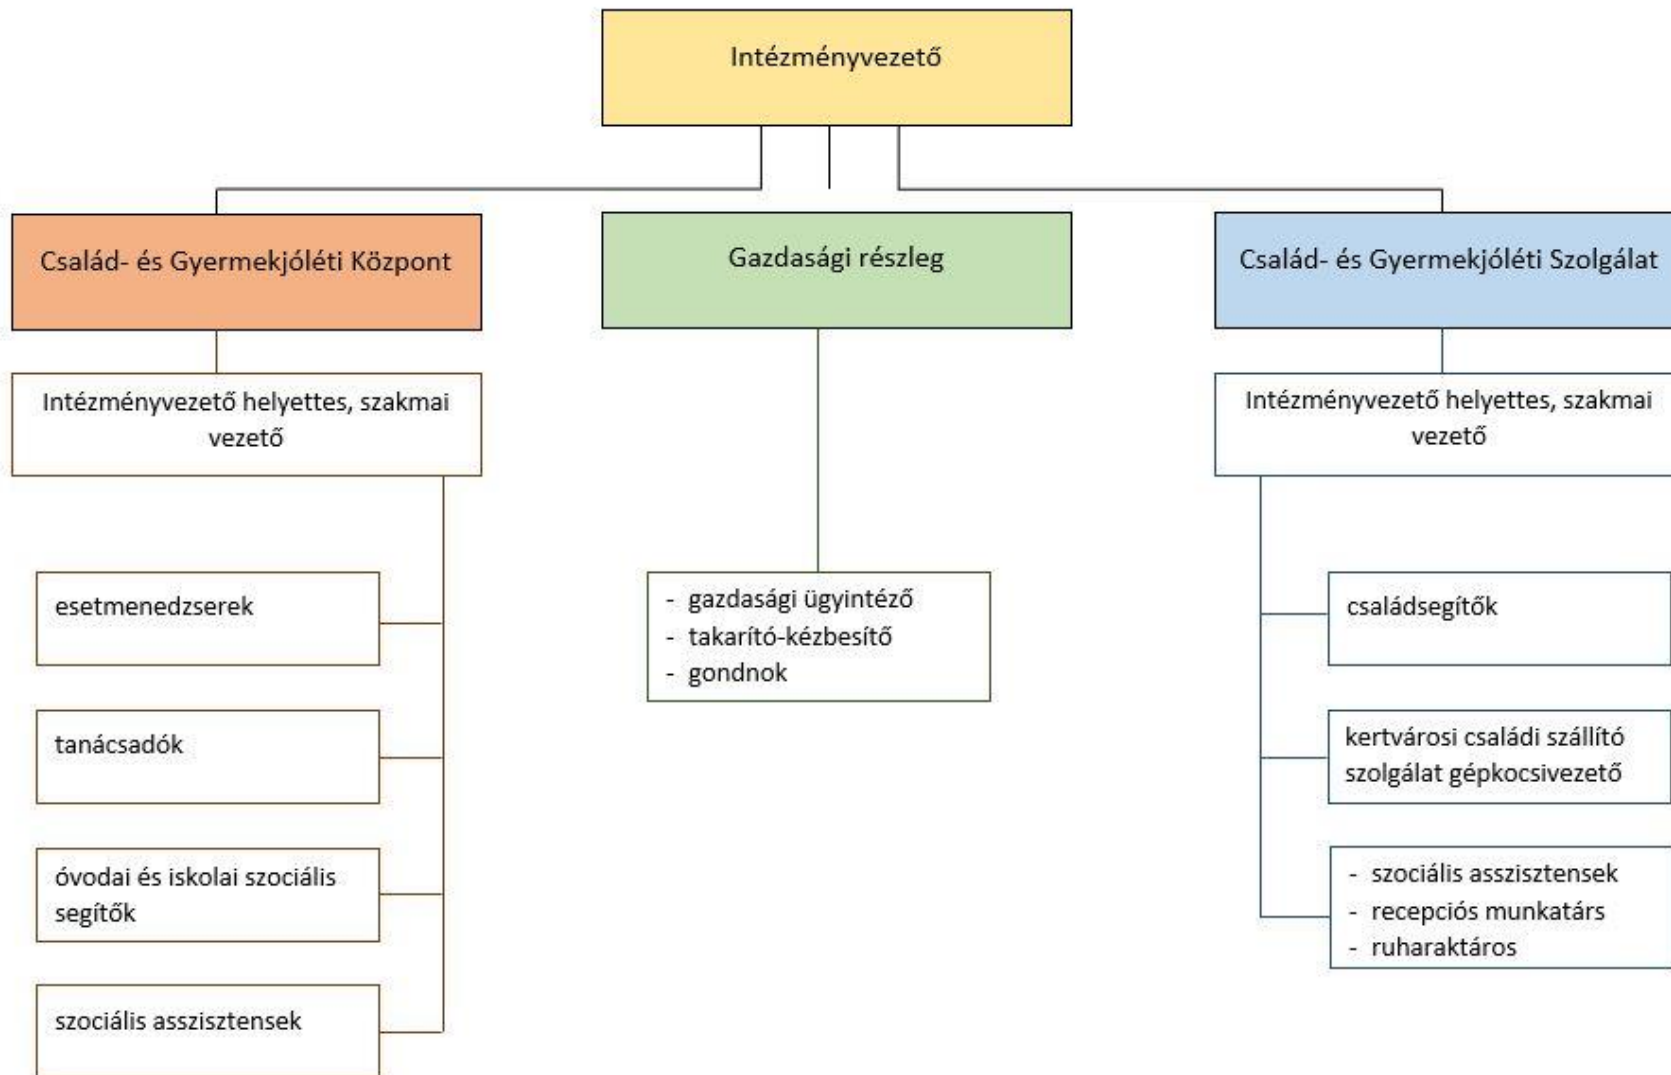 Intézményvezető
Család- és Gyermekjóléti Központ
Gazdasági részleg
Család- és Gyermekjóléti Szolgálat
Intézményvezető helyettes, szakmai
vezető
Intézményvezető helyettes, szakmai
vezető
esetmenedzserek
tanácsadók
óvodai és iskolai szociális
segítők
szociális asszisztensek
- gazdasági ügyintéző
- takarító-kézbesítő
- gondnok
családsegítők
kertvárosi családi szállító
szolgálat gépkocsivezető
- szociális asszisztensek
- recepciós munkatárs
- ruharaktáros